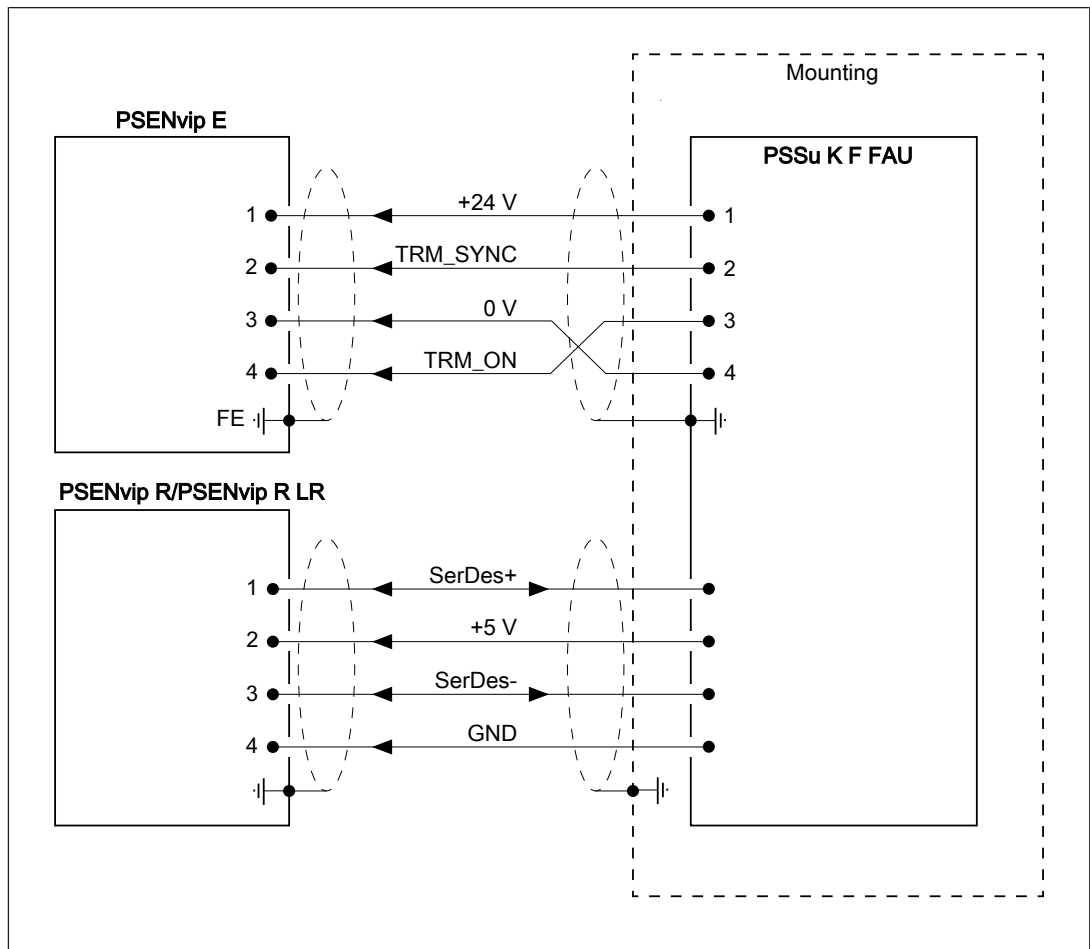 Mounting
PSENvip E
PSSu K F FAU
1 +24 V 1
2 TRM_SYNC 2
3 0 V 3
4 TRM_ON 4
FE
PSENvip R/PSENvip R LR
1 SerDes+
2 +5 V
3 SerDes-
4 GND